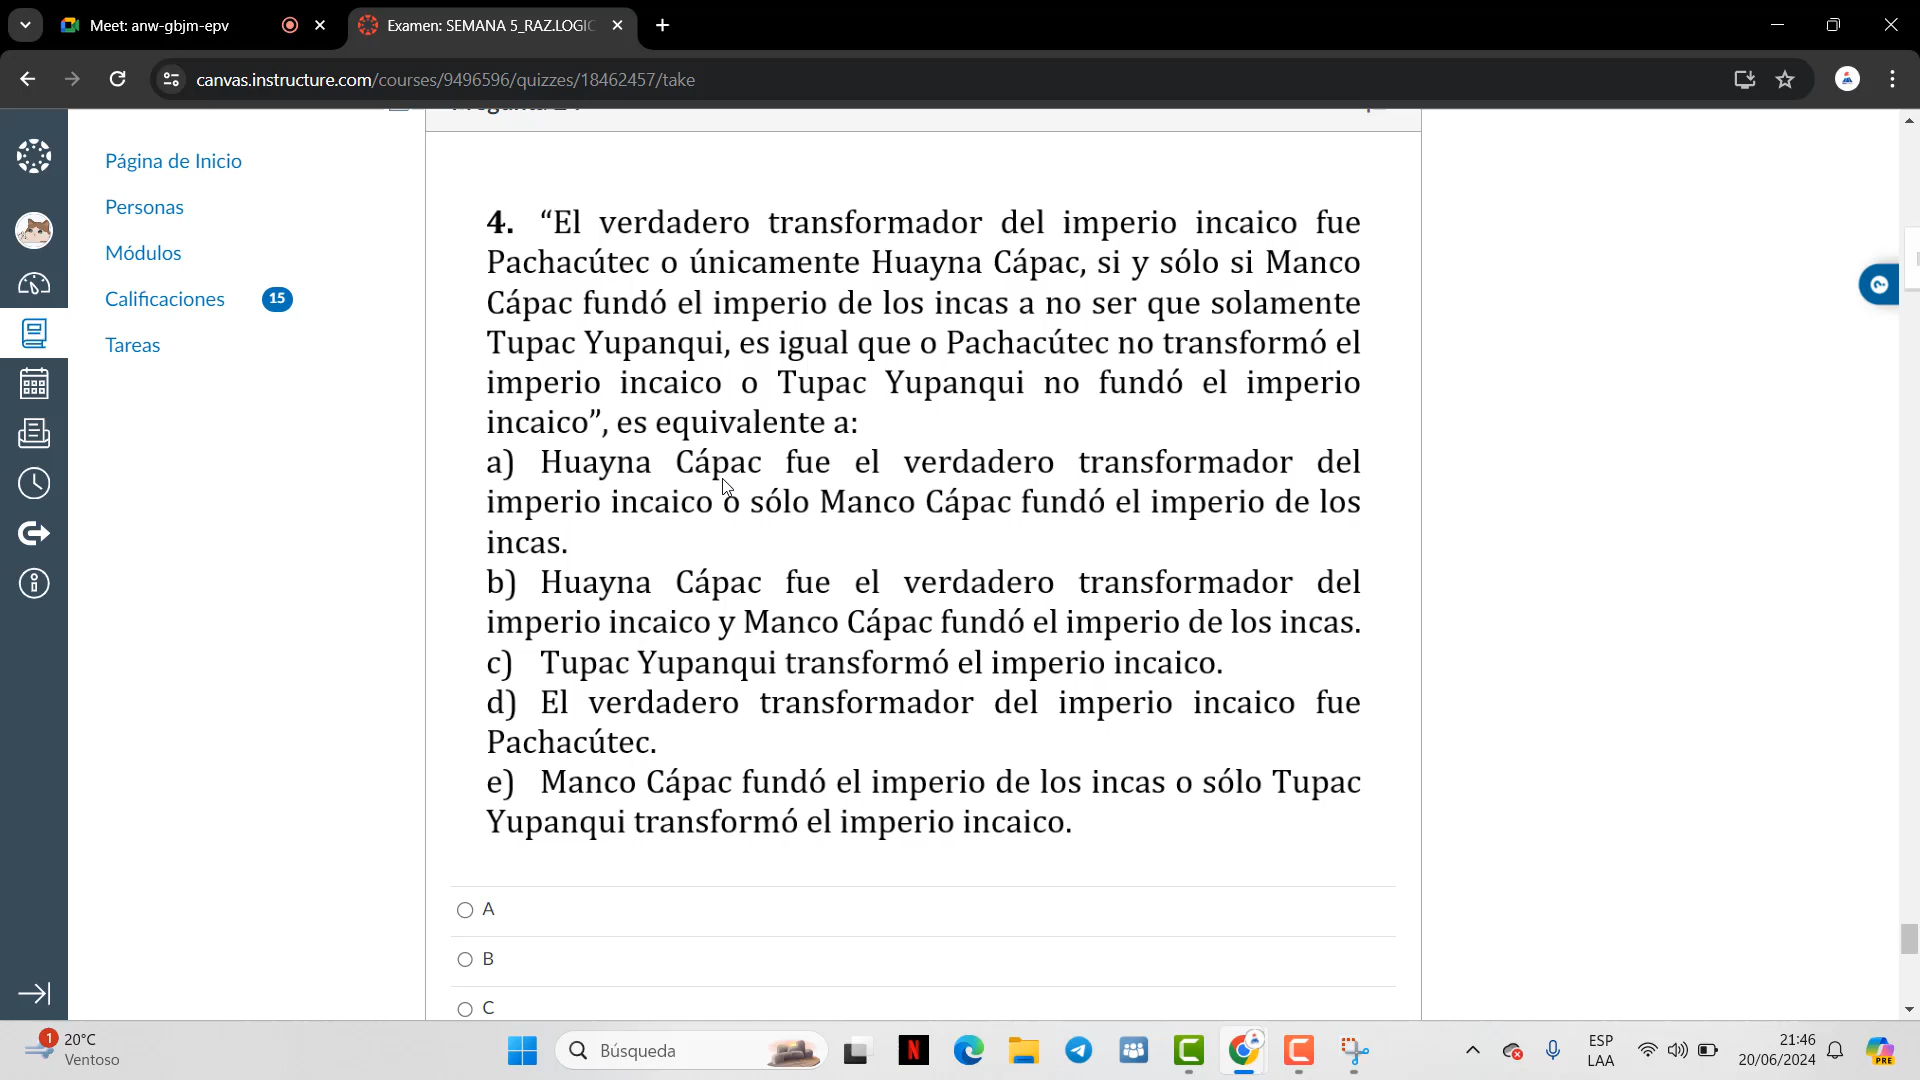 Meet: anw-gbjm-epv
Examen: SEMANA 5_RAZ.LOGIC
canvas.instructure.com/courses/9496596/quizzes/18462457/take
Página de Inicio
Personas
Módulos
Calificaciones 15
Tareas
4. “El verdadero transformador del imperio incaico fue
Pachacútec o únicamente Huayna Cápac, si y sólo si Manco
Cápac fundó el imperio de los incas a no ser que solamente
Tupac Yupanqui, es igual que o Pachacútec no transformó el
imperio incaico o Tupac Yupanqui no fundó el imperio
incaico”, es equivalente a:
a) Huayna Cápac fue el verdadero transformador del
imperio incaico o sólo Manco Cápac fundó el imperio de los
incas.
b) Huayna Cápac fue el verdadero transformador del
imperio incaico y Manco Cápac fundó el imperio de los incas.
c) Tupac Yupanqui transformó el imperio incaico.
d) El verdadero transformador del imperio incaico fue
Pachacútec.
e) Manco Cápac fundó el imperio de los incas o sólo Tupac
Yupanqui transformó el imperio incaico.
A
B
C
1
20°C
Ventoso
Búsqueda
N
ESP
LAA
21:46
20/06/2024
PRE